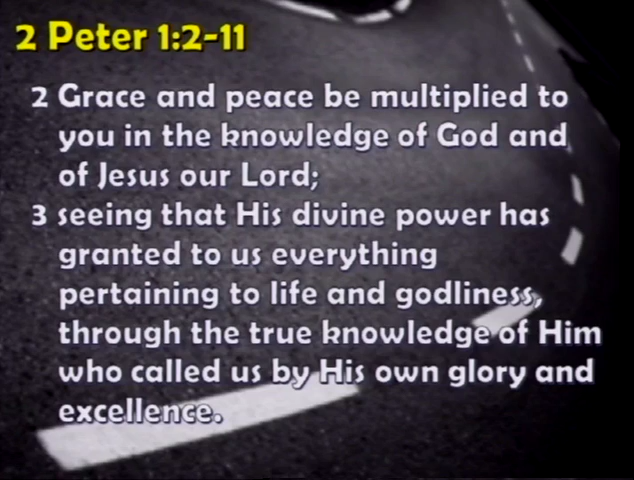 2 Peter 1:2-11
2 Grace and peace be multiplied to
you in the knowledge of God and
of Jesus our Lord;
3 seeing that His divine power has
granted to us everything
pertaining to life and godliness,
through the true knowledge of Him
who called us by His own glory and
excellence.